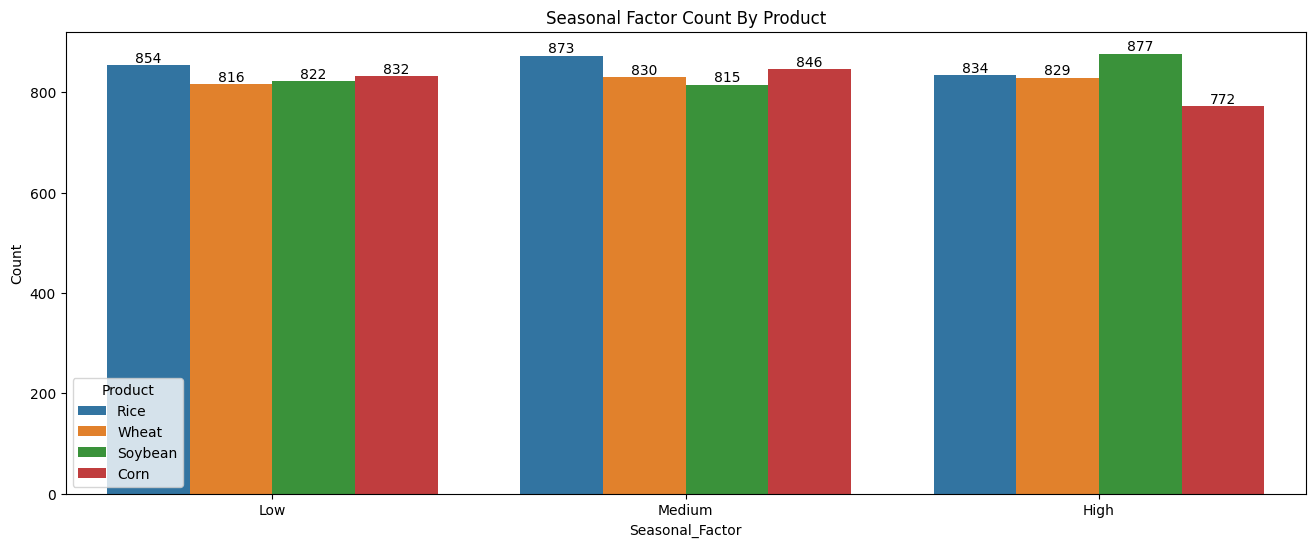 Seasonal Factor Count By Product
854
816
822
832
873
830
815
846
834
829
877
772
Count
800
600
400
200
0
Product
Rice
Wheat
Soybean
Corn
Low
Medium
High
Seasonal_Factor